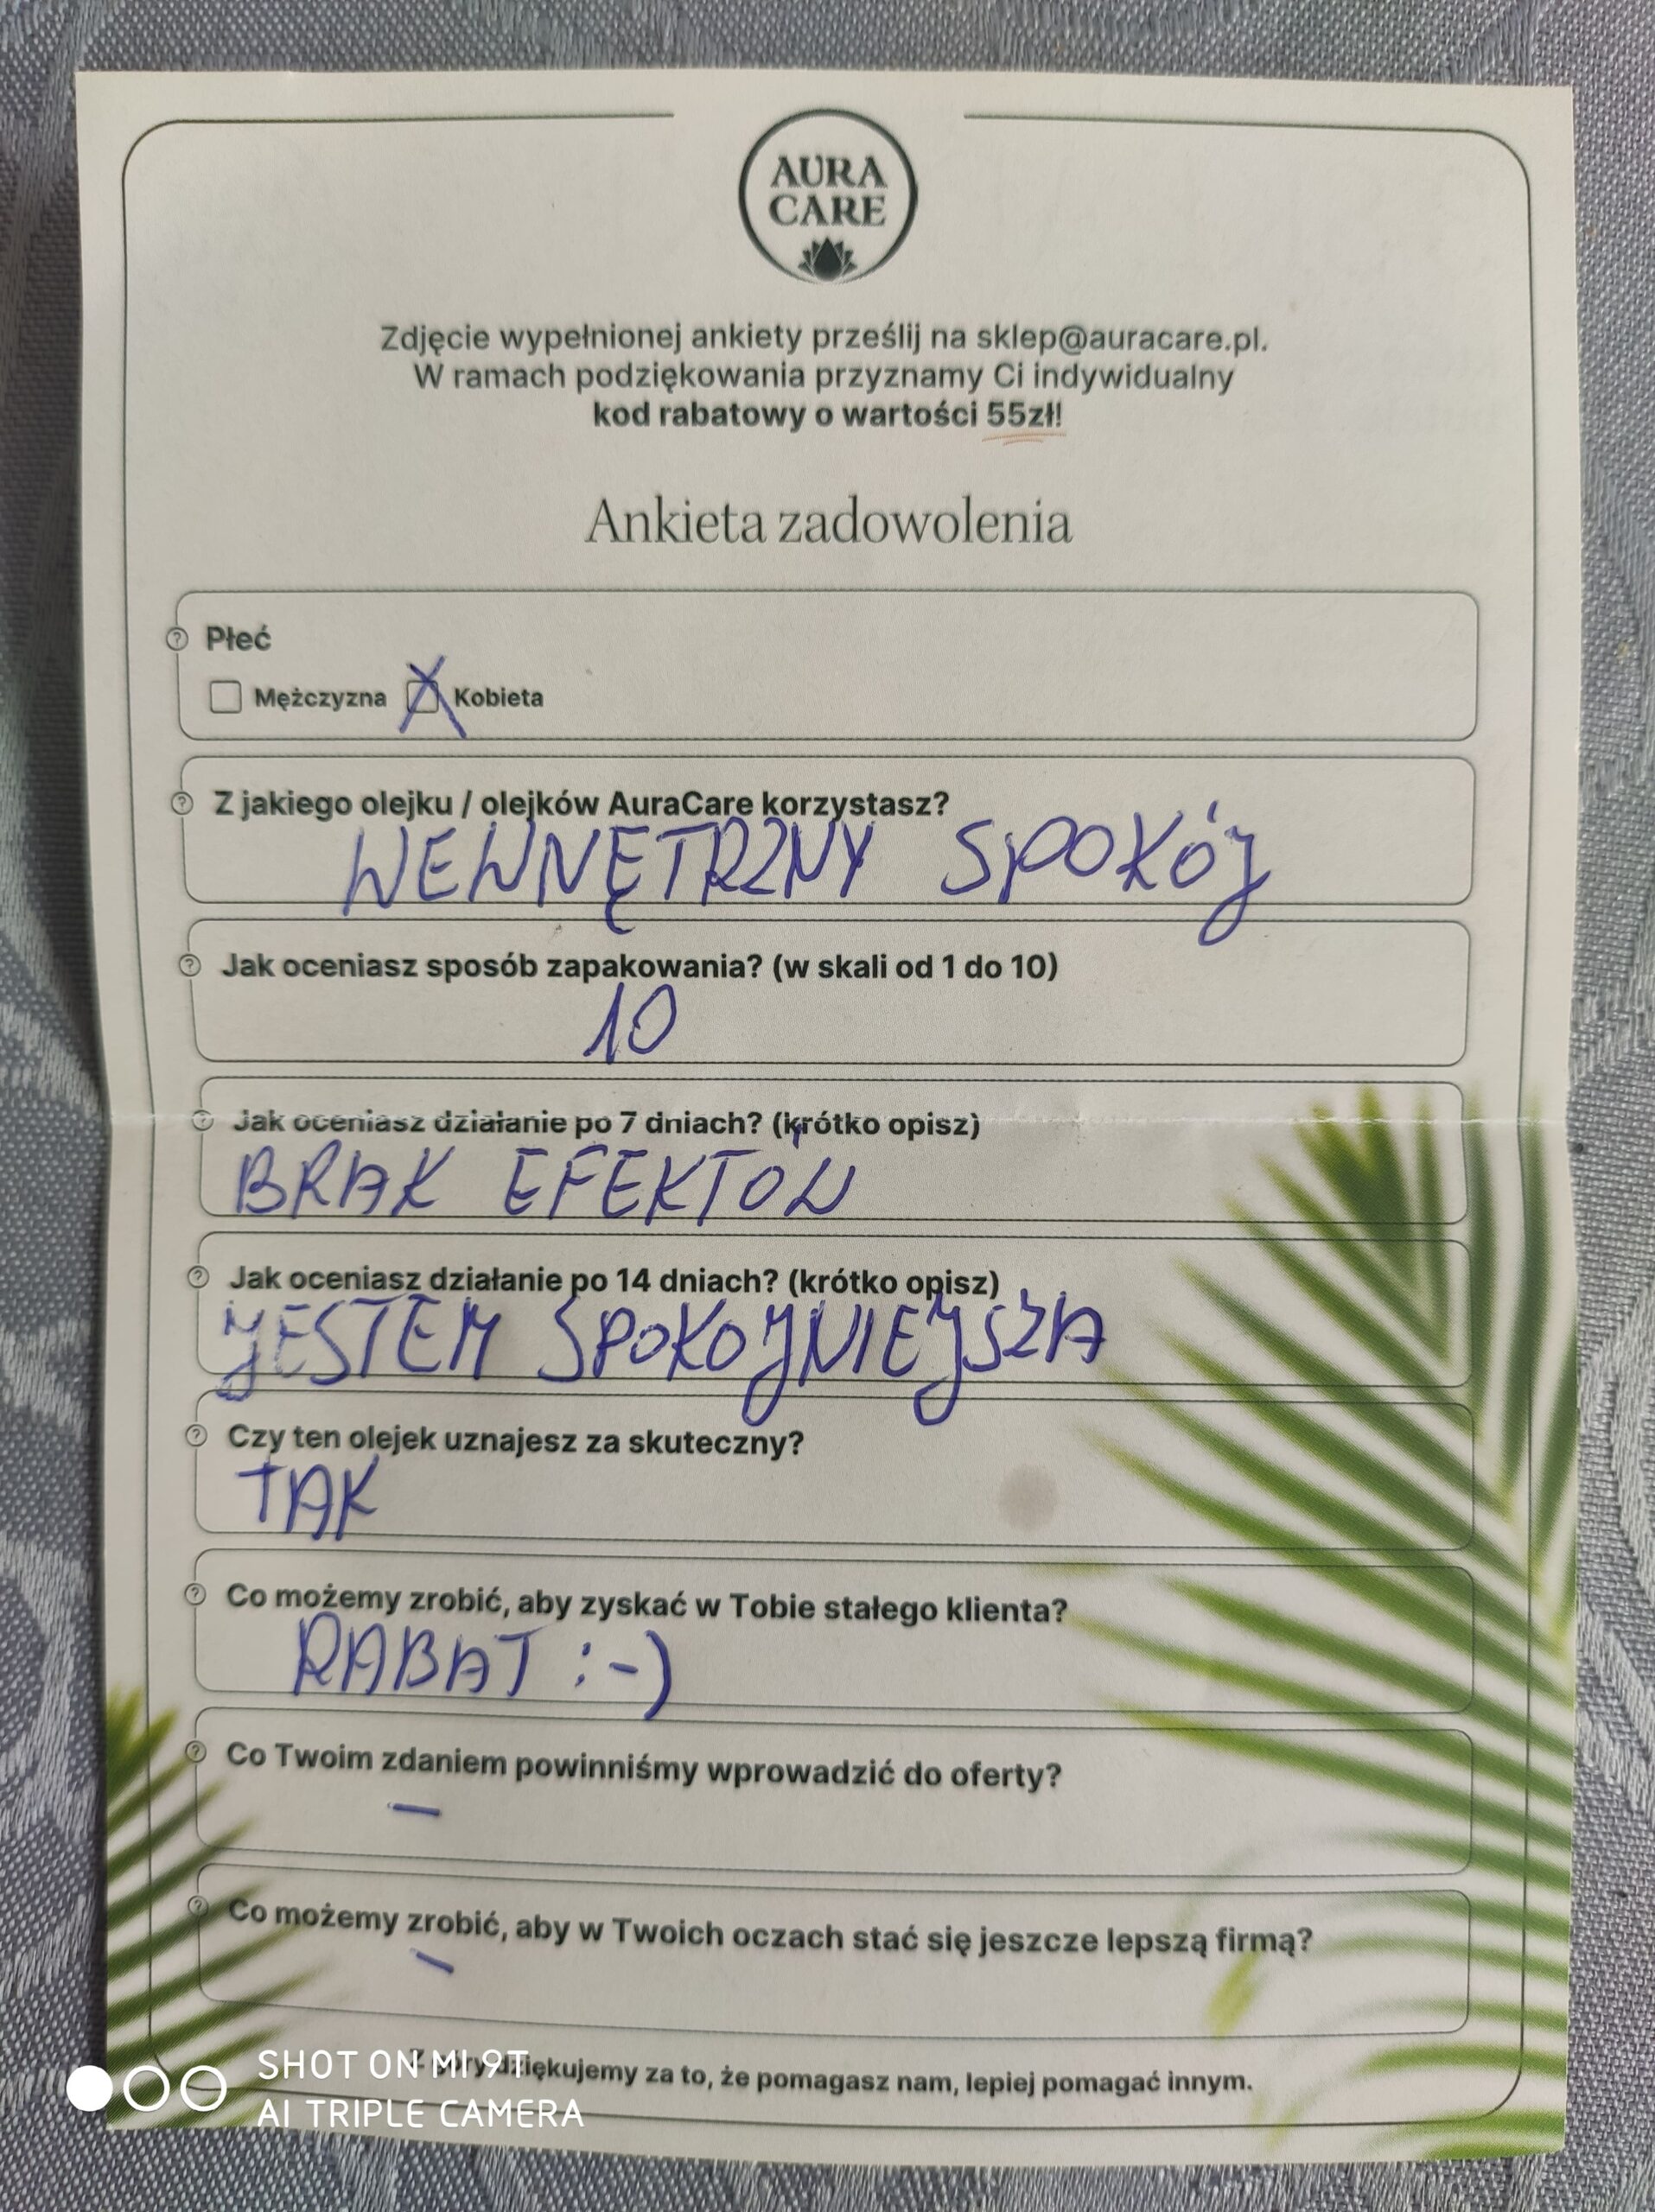 AURA
CARE
Zdjęcie wypełnionej ankiety prześlij na sklep@auracare.pl.
W ramach podziękowania przyznamy Ci indywidualny
kod rabatowy o wartości 55zł!
Ankieta zadowolenia
Płeć
Mężczyzna Kobieta
Z jakiego olejku / olejków AuraCare korzystasz?
WEWNĘTRZNY SPOKÓJ
Jak oceniasz sposób zapakowania? (w skali od 1 do 10)
10
Jak oceniasz działanie po 7 dniach? (krótko opisz)
BRAK EFEKTÓW
Jak oceniasz działanie po 14 dniach? (krótko opisz)
JESTEM SPOKOJNIEJSZA
Czy ten olejek uznajesz za skuteczny?
TAK
Co możemy zrobić, aby zyskać w Tobie stałego klienta?
RABAT :-)
Co Twoim zdaniem powinniśmy wprowadzić do oferty?
–
Co możemy zrobić, aby w Twoich oczach stać się jeszcze lepszą firmą?
–
Z góry dziękujemy za to, że pomagasz nam, lepiej pomagać innym.
SHOT ON MI 9T
AI TRIPLE CAMERA